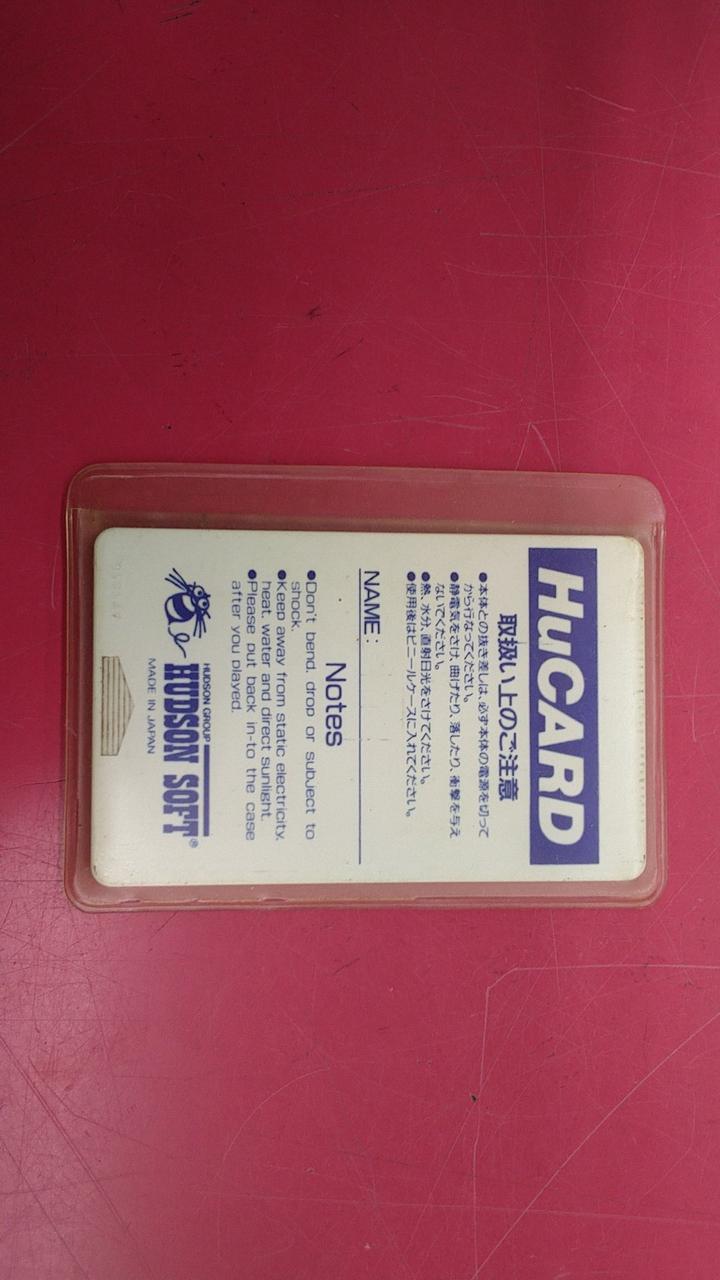 HuCARD
取扱い上のご注意
●本体との抜き差しは、必ず本体の電源を切って
から行なってください。
●静電気をさけ、曲げたり、落したり、衝撃を与え
ないでください。
●熱、水分、直射日光をさけてください。
●使用後はビニールケースに入れてください。
NAME:
Notes
●Don't bend, drop or subject to
shock.
●Keep away from static electricity,
heat, water and direct sunlight.
●Please put back in-to the case
after you played.
HUDSON GROUP
HUDSON SOFT®
MADE IN JAPAN